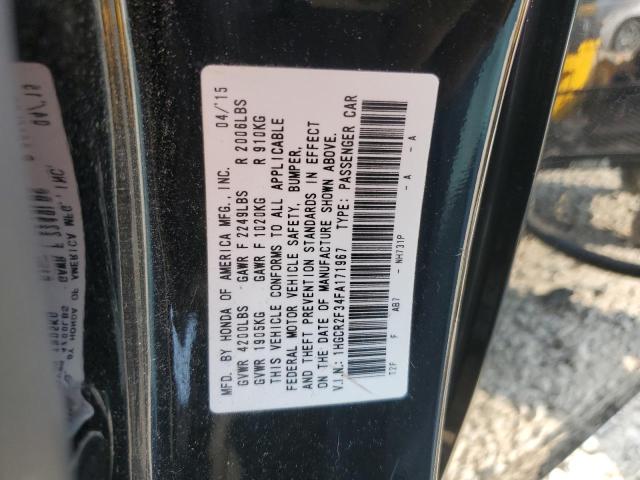 MFD. BY HONDA OF AMERICA MFG., INC. 04/'15
GVWR 4200LBS GAWR F 2249LBS R 2006LBS
GVWR 1905KG GAWR F 1020KG R 910KG
THIS VEHICLE CONFORMS TO ALL APPLICABLE
FEDERAL MOTOR VEHICLE SAFETY, BUMPER,
AND THEFT PREVENTION STANDARDS IN EFFECT
ON THE DATE OF MANUFACTURE SHOWN ABOVE.
V.I.N.: 1HGCR2F34FA171967 TYPE: PASSENGER CAR
T2F F AB7 - NH731P - A - A